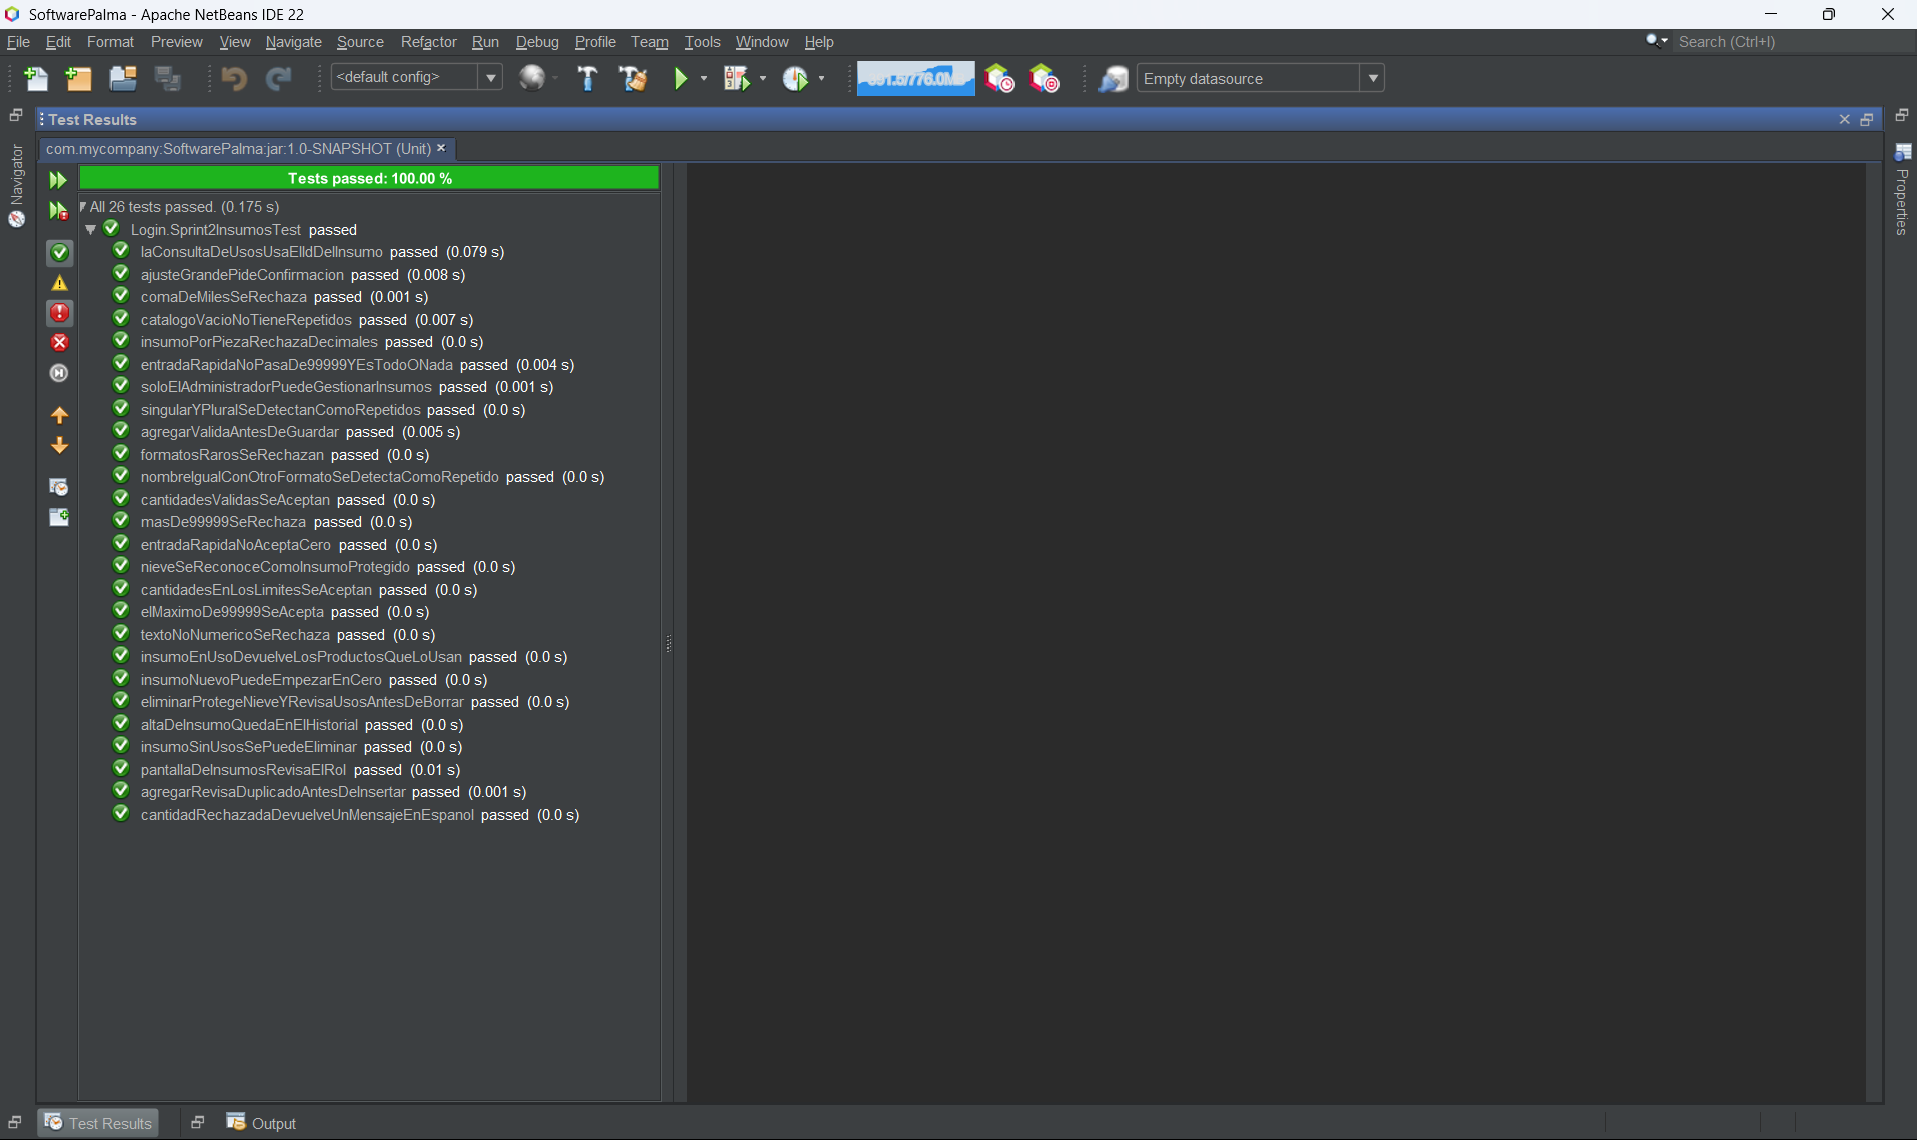 SoftwarePalma - Apache NetBeans IDE 22
File Edit Format Preview View Navigate Source Refactor Run Debug Profile Team Tools Window Help
Search (Ctrl+I)
<default config>
Empty datasource
Test Results
com.mycompany:SoftwarePalma:jar:1.0-SNAPSHOT (Unit)
Navigator
Properties
Tests passed: 100.00 %
All 26 tests passed. (0.175 s)
Login.Sprint2InsumosTest passed
laConsultaDeUsosUsaElIdDelInsumo passed (0.079 s)
ajusteGrandePideConfirmacion passed (0.008 s)
comaDeMilesSeRechaza passed (0.001 s)
catalogoVacioNoTieneRepetidos passed (0.007 s)
insumoPorPiezaRechazaDecimales passed (0.0 s)
entradaRapidaNoPasaDe99999YEsTodoONada passed (0.004 s)
soloElAdministradorPuedeGestionarInsumos passed (0.001 s)
singularYPluralSeDetectanComoRepetidos passed (0.0 s)
agregarValidaAntesDeGuardar passed (0.005 s)
formatosRarosSeRechazan passed (0.0 s)
nombreIgualConOtroFormatoSeDetectaComoRepetido passed (0.0 s)
cantidadesValidasSeAceptan passed (0.0 s)
masDe99999SeRechaza passed (0.0 s)
entradaRapidaNoAceptaCero passed (0.0 s)
nieveSeReconoceComoInsumoProtegido passed (0.0 s)
cantidadesEnLosLimitesSeAceptan passed (0.0 s)
elMaximoDe99999SeAcepta passed (0.0 s)
textoNoNumericoSeRechaza passed (0.0 s)
insumoEnUsoDevuelveLosProductosQueLoUsan passed (0.0 s)
insumoNuevoPuedeEmpezarEnCero passed (0.0 s)
eliminarProtegeNieveYRevisaUsosAntesDeBorrar passed (0.0 s)
altaDeInsumoQuedaEnElHistorial passed (0.0 s)
insumoSinUsosSePuedeEliminar passed (0.0 s)
pantallaDeInsumosRevisaElRol passed (0.01 s)
agregarRevisaDuplicadoAntesDeInsertar passed (0.001 s)
cantidadRechazadaDevuelveUnMensajeEnEspanol passed (0.0 s)
Test Results
Output